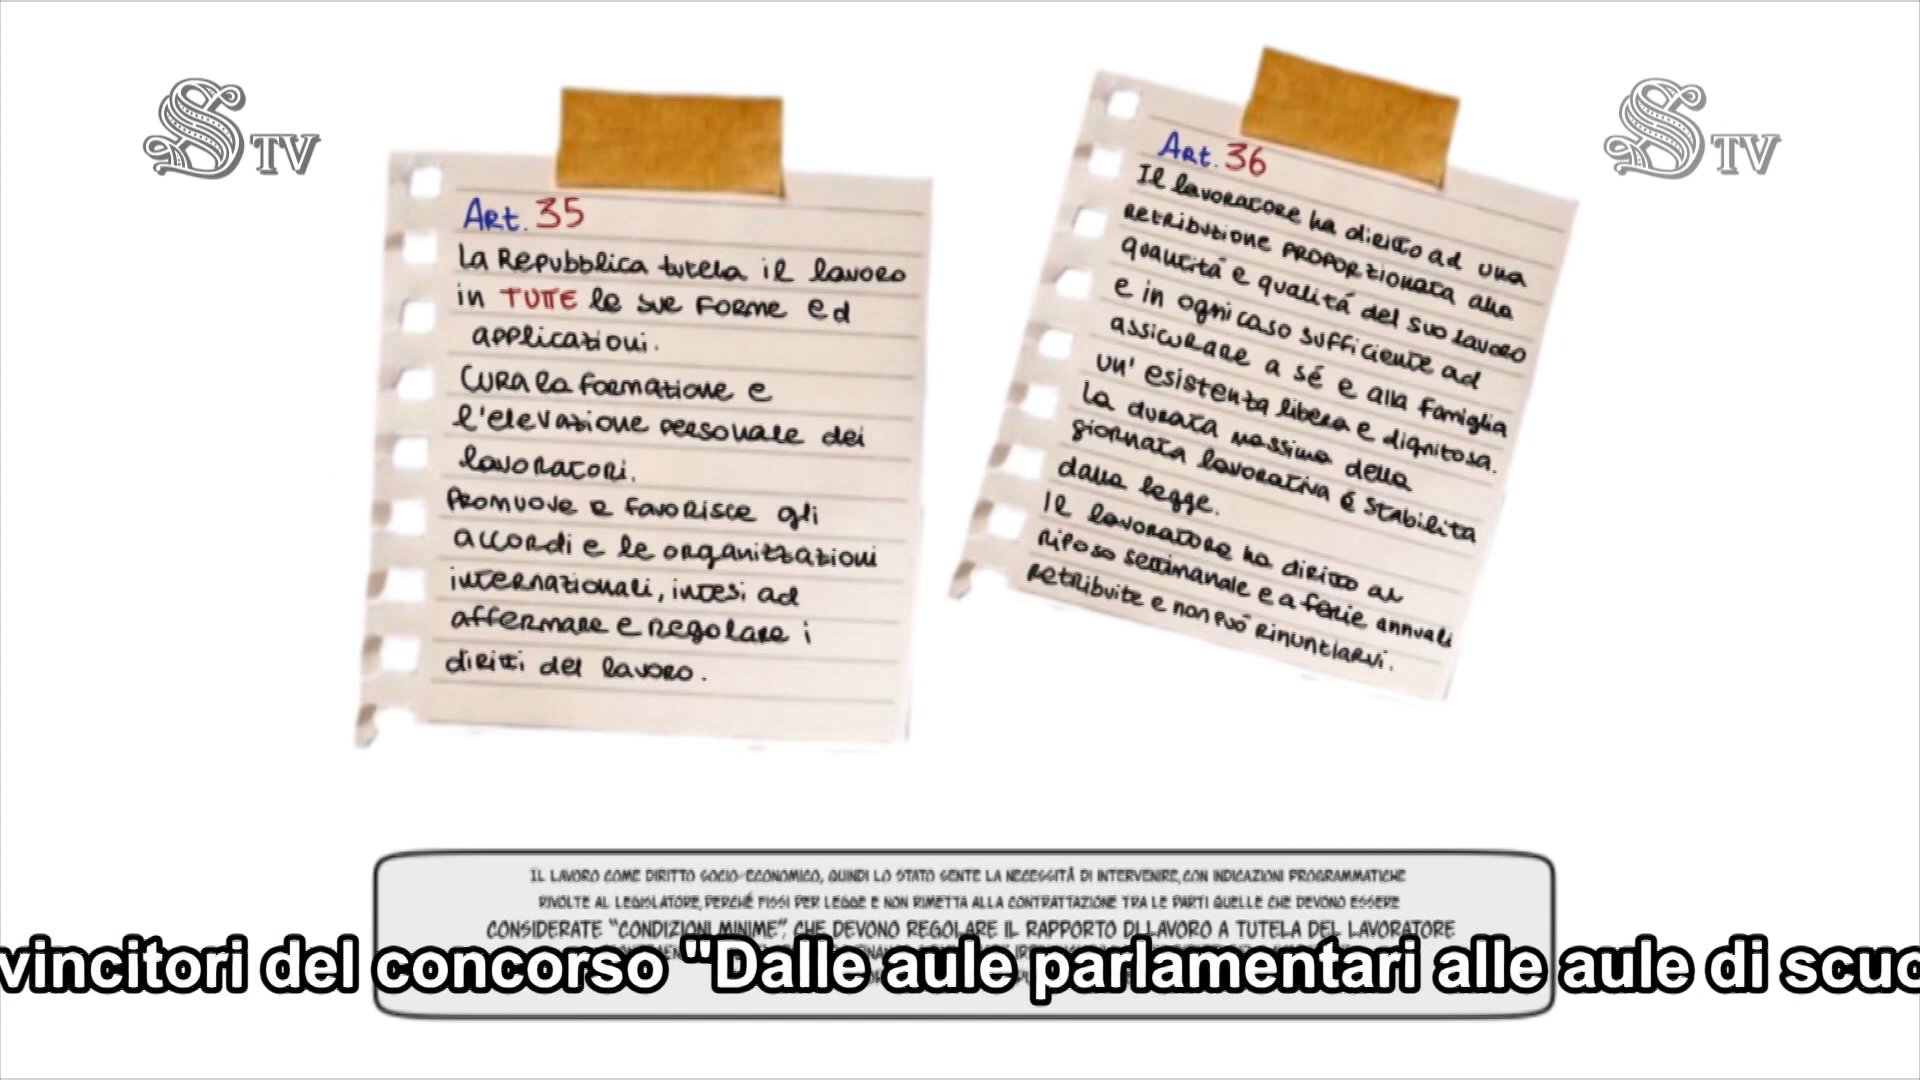 S TV
S TV
Art. 35
La Repubblica tutela il lavoro
in TUTTE le sue forme ed
applicazioni.
Cura la formazione e
l'elevazione personale dei
lavoratori.
Promuove e favorisce gli
accordi e le organizzazioni
internazionali, intesi ad
affermare e regolare i
diritti del lavoro.
Art. 36
Il lavoratore ha diritto ad una
retribuzione proporzionata alla
quantitá e qualitá del suo lavoro
e in ogni caso sufficiente ad
assicurare a sé e alla famiglia
un' esistenza libera e dignitosa.
La durata massima della
giornata lavorativa é stabilita
dalla legge.
Il lavoratore ha diritto al
riposo settimanale e a ferie annuali
retribuite e non puó rinunziarvi.
IL LAVORO COME DIRITTO SOCIO-ECONOMICO, QUINDI LO STATO SENTE LA NECESSITÀ DI INTERVENIRE, CON INDICAZIONI PROGRAMMATICHE
RIVOLTE AL LEGISLATORE, PERCHÉ FISSI PER LEGGE E NON RIMETTA ALLA CONTRATTAZIONE TRA LE PARTI QUELLE CHE DEVONO ESSERE
CONSIDERATE “CONDIZIONI MINIME”, CHE DEVONO REGOLARE IL RAPPORTO DI LAVORO A TUTELA DEL LAVORATORE
vincitori del concorso "Dalle aule parlamentari alle aule di scuo